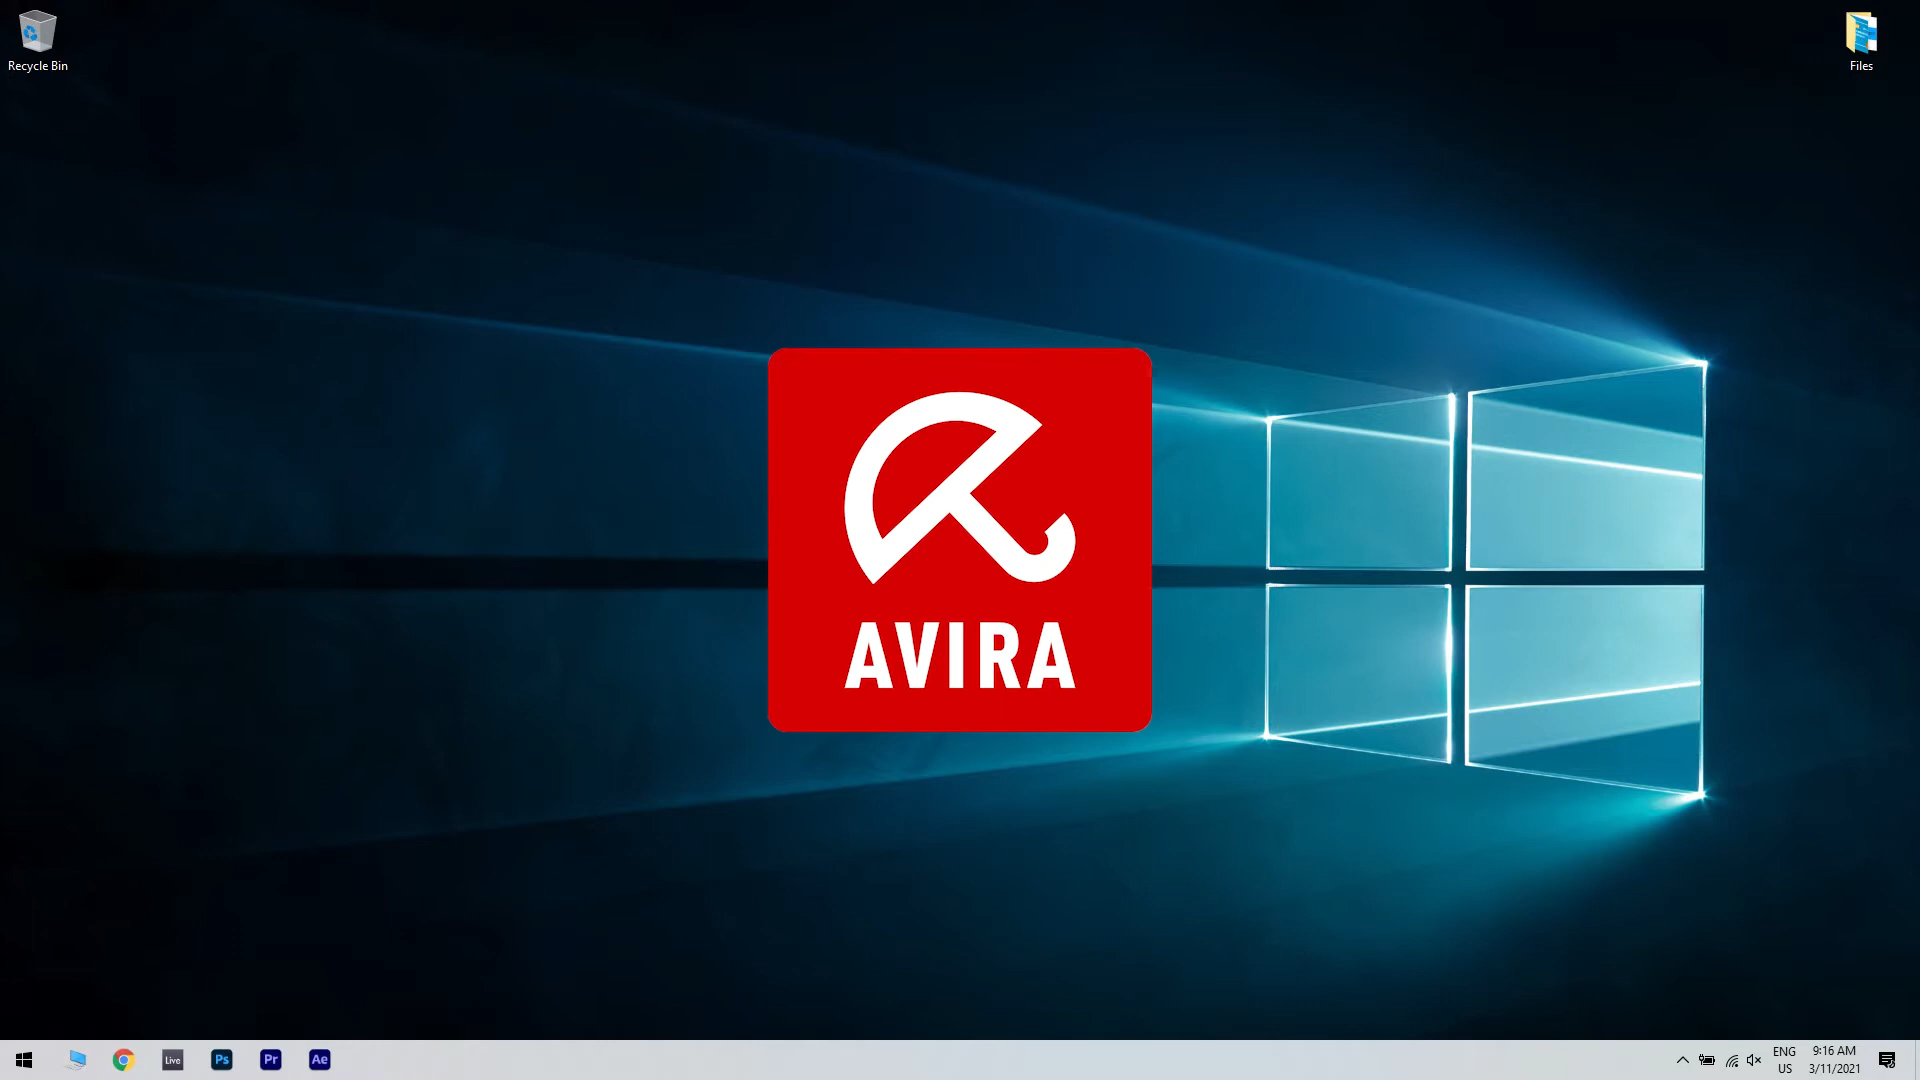 Recycle Bin
Files
AVIRA
Live
Ps
Pr
Ae
ENG
US
9:16 AM
3/11/2021